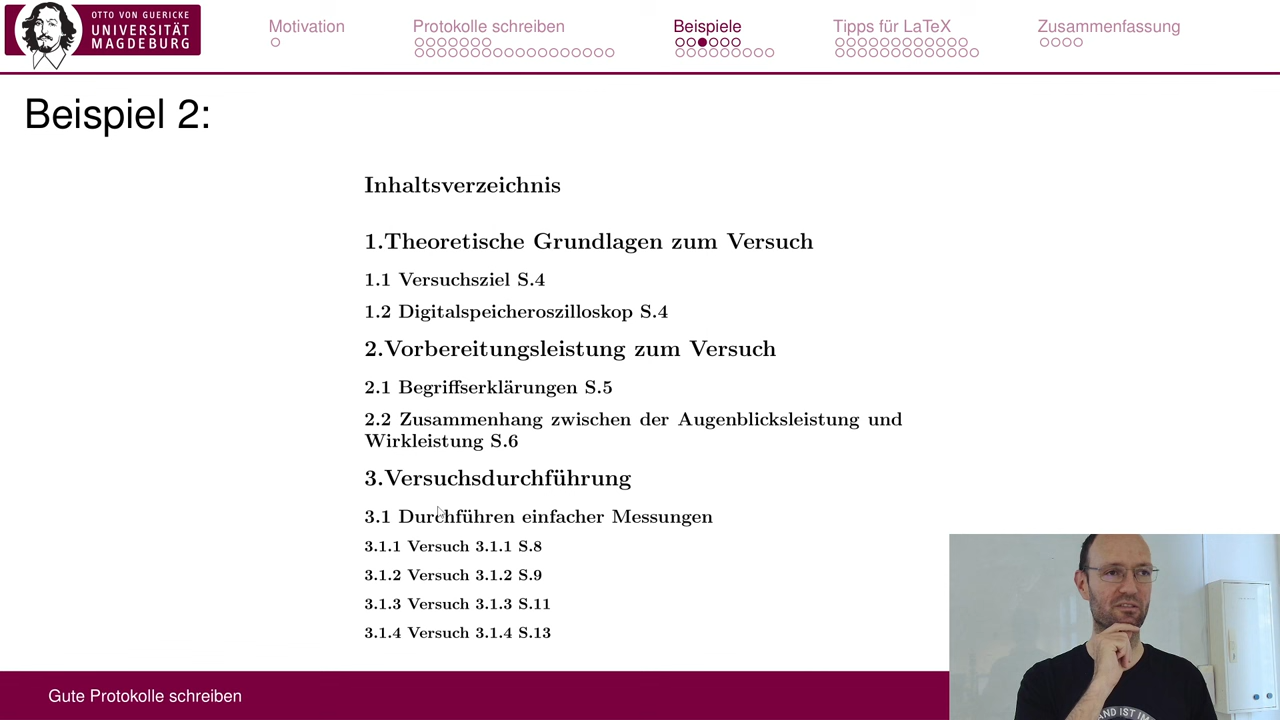 OTTO VON GUERICKE
UNIVERSITÄT
MAGDEBURG
Motivation
Protokolle schreiben
Beispiele
Tipps für LaTeX
Zusammenfassung
Beispiel 2:
Inhaltsverzeichnis
1.Theoretische Grundlagen zum Versuch
1.1 Versuchsziel S.4
1.2 Digitalspeicheroszilloskop S.4
2.Vorbereitungsleistung zum Versuch
2.1 Begriffserklärungen S.5
2.2 Zusammenhang zwischen der Augenblicksleistung und
Wirkleistung S.6
3.Versuchsdurchführung
3.1 Durchführen einfacher Messungen
3.1.1 Versuch 3.1.1 S.8
3.1.2 Versuch 3.1.2 S.9
3.1.3 Versuch 3.1.3 S.11
3.1.4 Versuch 3.1.4 S.13
Gute Protokolle schreiben
IST